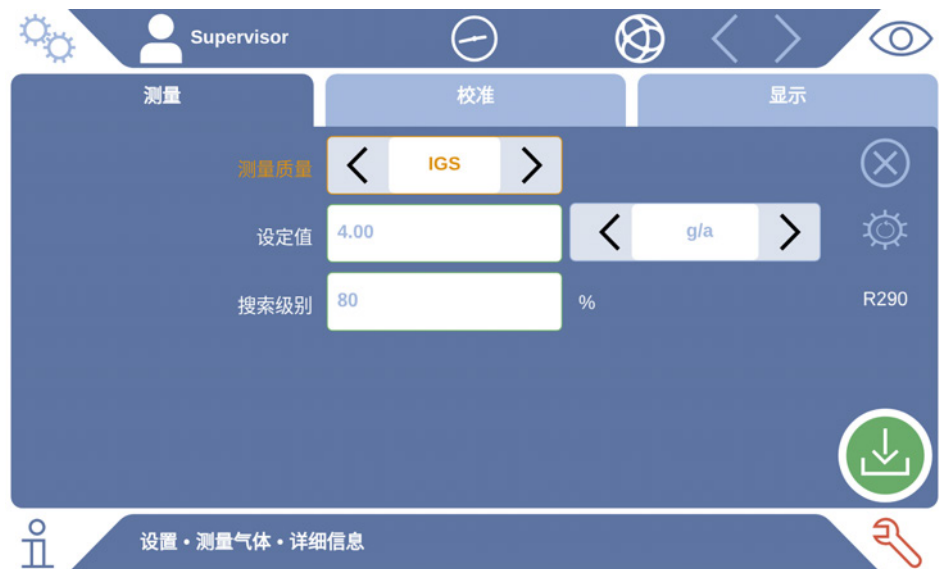 Supervisor
测量 校准 显示
测量质量 IGS
设定值 4.00 g/a
搜索级别 80 % R290
设置 • 测量气体 • 详细信息